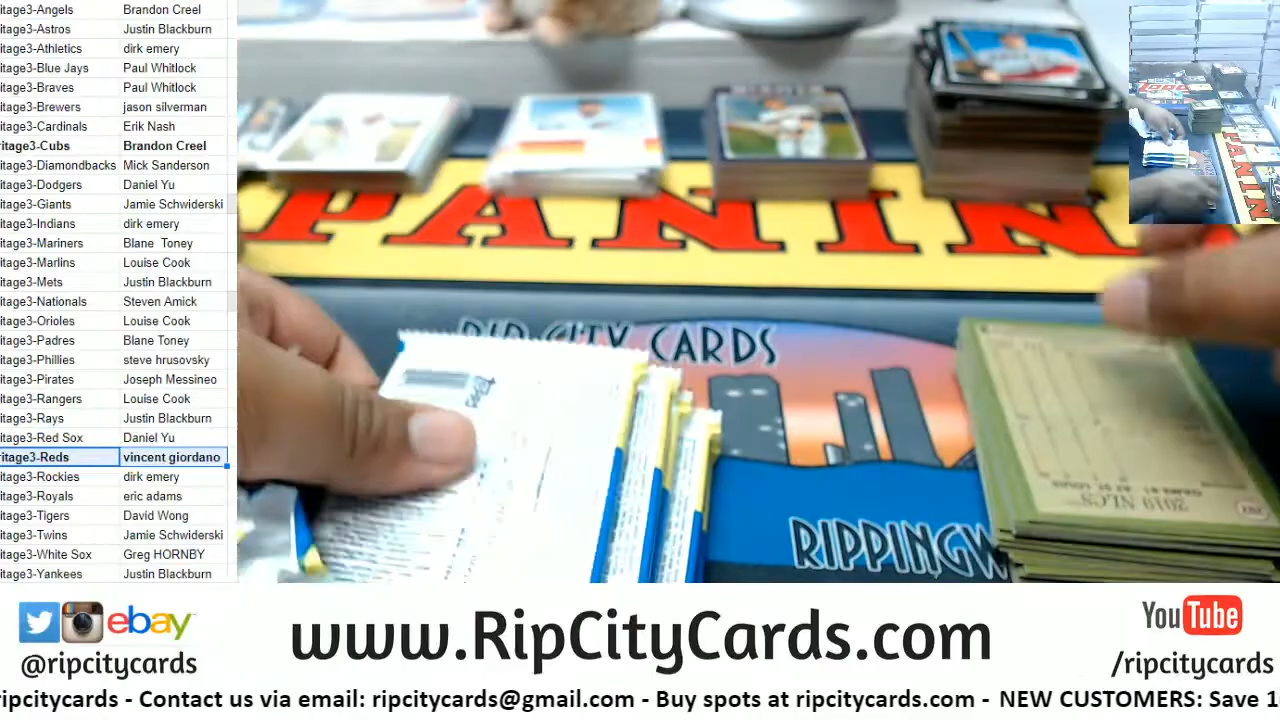 itage3-Angels Brandon Creel
itage3-Astros Justin Blackburn
itage3-Athletics dirk emery
itage3-Blue Jays Paul Whitlock
itage3-Braves Paul Whitlock
itage3-Brewers jason silverman
itage3-Cardinals Erik Nash
ritage3-Cubs Brandon Creel
itage3-Diamondbacks Mick Sanderson
itage3-Dodgers Daniel Yu
itage3-Giants Jamie Schwiderski
itage3-Indians dirk emery
itage3-Mariners Blane Toney
itage3-Marlins Louise Cook
itage3-Mets Justin Blackburn
itage3-Nationals Steven Amick
itage3-Orioles Louise Cook
itage3-Padres Blane Toney
itage3-Phillies steve hrusovsky
itage3-Pirates Joseph Messineo
itage3-Rangers Louise Cook
itage3-Rays Justin Blackburn
itage3-Red Sox Daniel Yu
ritage3-Reds vincent giordano
itage3-Rockies dirk emery
itage3-Royals eric adams
itage3-Tigers David Wong
itage3-Twins Jamie Schwiderski
itage3-White Sox Greg HORNBY
itage3-Yankees Justin Blackburn
PANIN
RIP CITY CARDS
RIPPINGW
2019 NLCS
ebay
@ripcitycards
www.RipCityCards.com
YouTube
/ripcitycards
ripcitycards - Contact us via email: ripcitycards@gmail.com - Buy spots at ripcitycards.com - NEW CUSTOMERS: Save 1